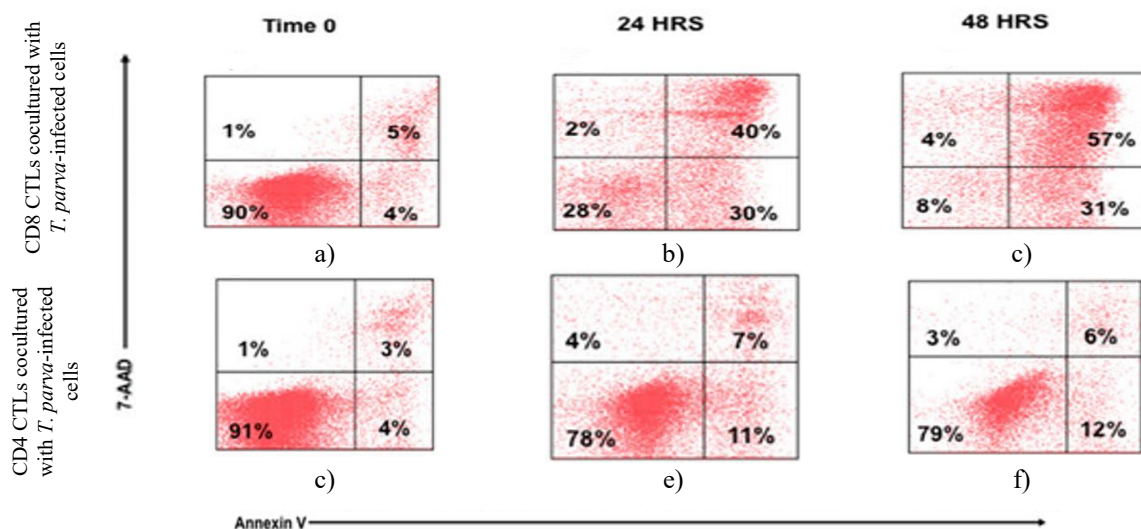 Time 0
24 HRS
48 HRS
CD8 CTLs cocultured with
T. parva-infected cells
1%
5%
90%
4%
a)
2%
40%
28%
30%
b)
4%
57%
8%
31%
c)
7-AAD
CD4 CTLs cocultured
with T. parva-infected
cells
1%
3%
91%
4%
c)
4%
7%
78%
11%
e)
3%
6%
79%
12%
f)
Annexin V